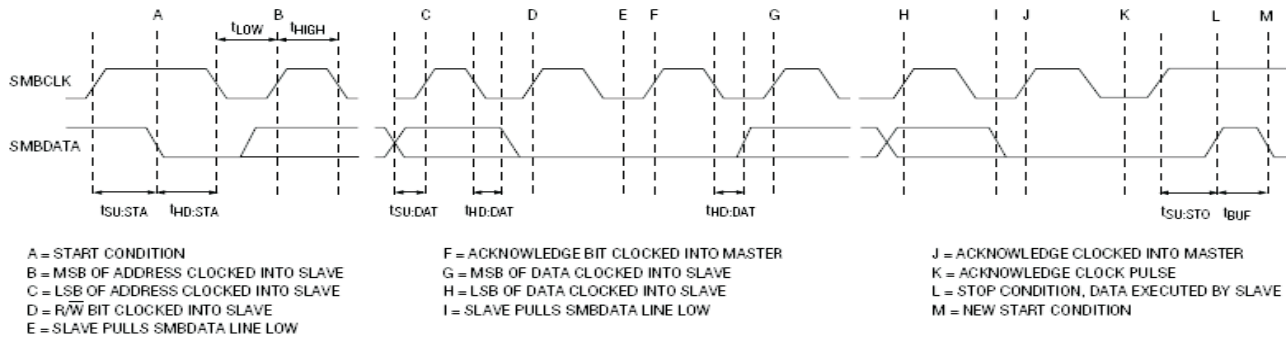 A B C D E F G H I J K L M
tLOW tHIGH
SMBCLK
SMBDATA
tSU:STA tHD:STA tSU:DAT tHD:DAT tHD:DAT tSU:STO tBUF
A = START CONDITION
B = MSB OF ADDRESS CLOCKED INTO SLAVE
C = LSB OF ADDRESS CLOCKED INTO SLAVE
D = R/W̅ BIT CLOCKED INTO SLAVE
E = SLAVE PULLS SMBDATA LINE LOW
F = ACKNOWLEDGE BIT CLOCKED INTO MASTER
G = MSB OF DATA CLOCKED INTO SLAVE
H = LSB OF DATA CLOCKED INTO SLAVE
I = SLAVE PULLS SMBDATA LINE LOW
J = ACKNOWLEDGE CLOCKED INTO MASTER
K = ACKNOWLEDGE CLOCK PULSE
L = STOP CONDITION, DATA EXECUTED BY SLAVE
M = NEW START CONDITION